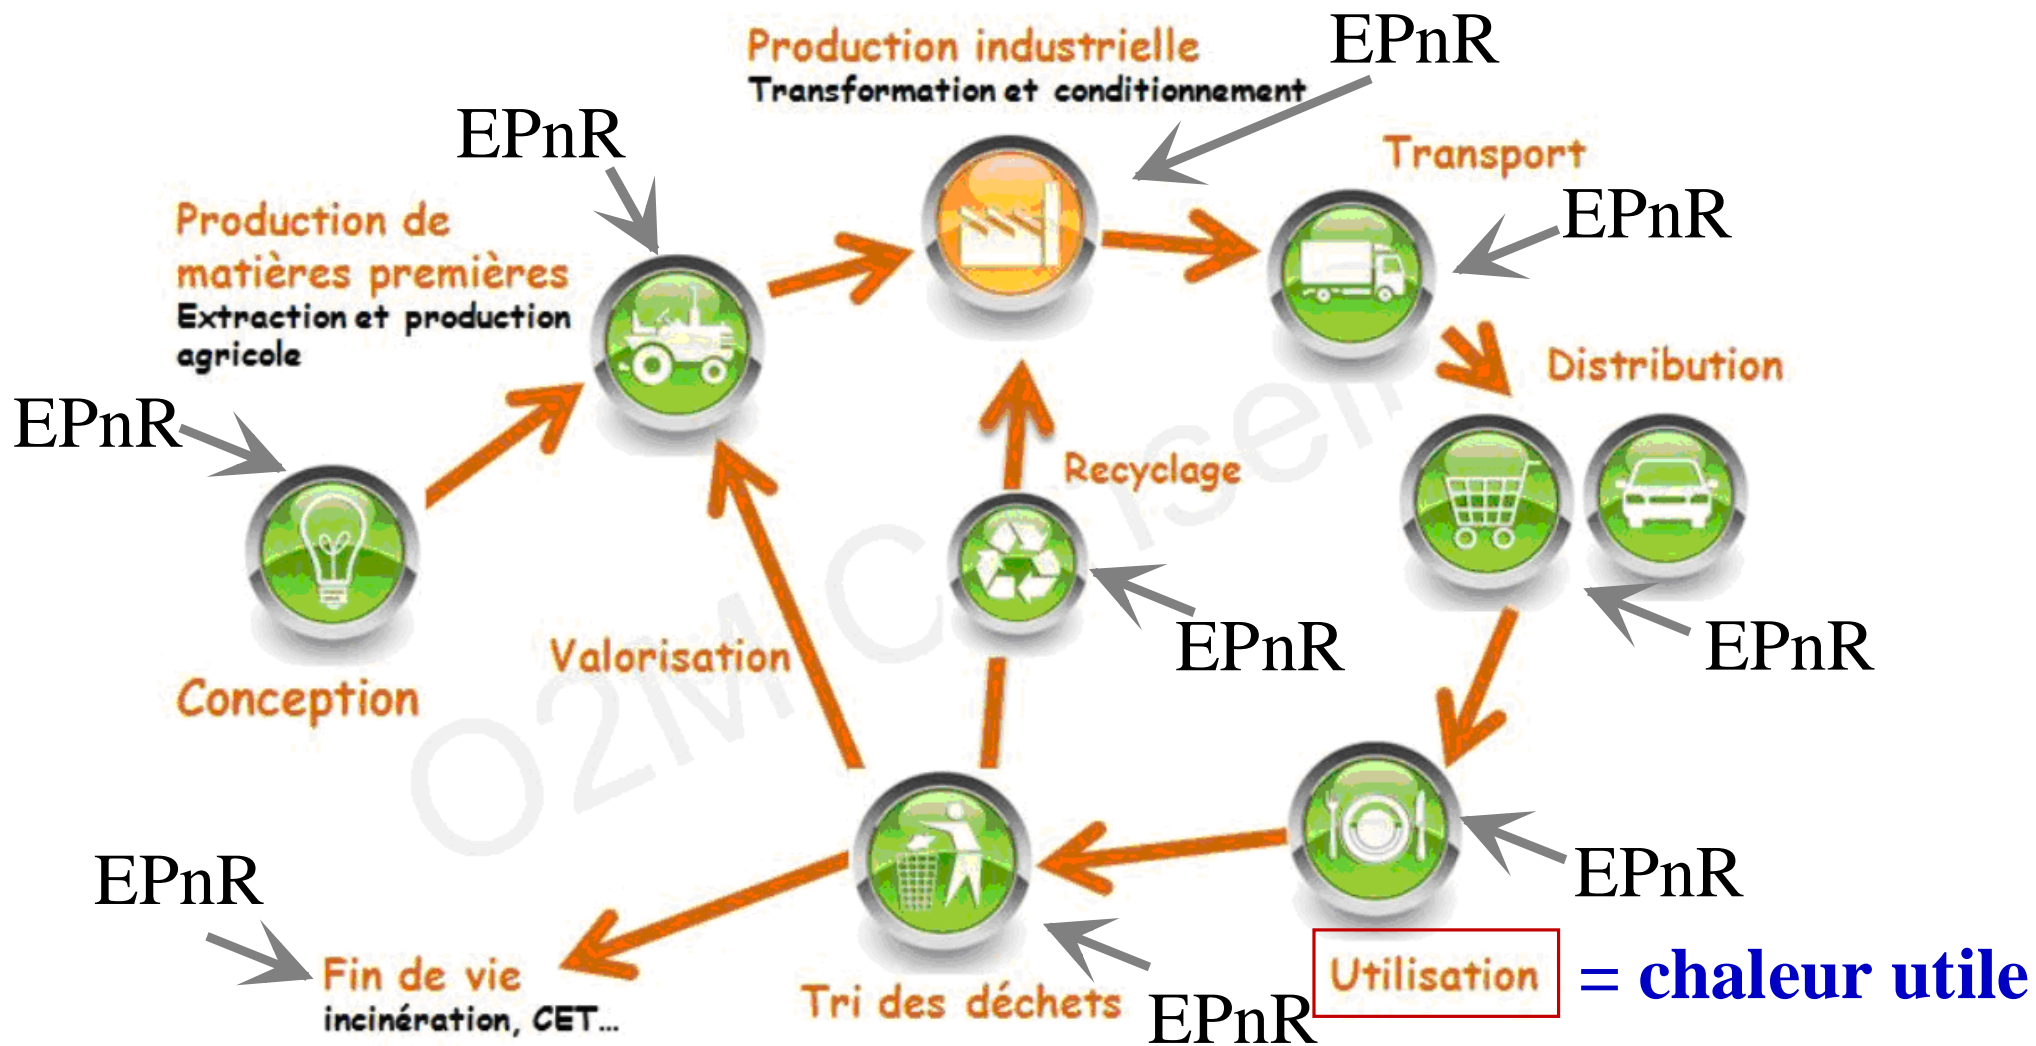 Production industrielle
Transformation et conditionnement
EPnR
EPnR
Transport
EPnR
Production de
matières premières
Extraction et production
agricole
Distribution
EPnR
Recyclage
EPnR
EPnR
Valorisation
Conception
O2M Conseil
EPnR
EPnR
Fin de vie
incinération, CET...
Tri des déchets
EPnR
Utilisation
= chaleur utile